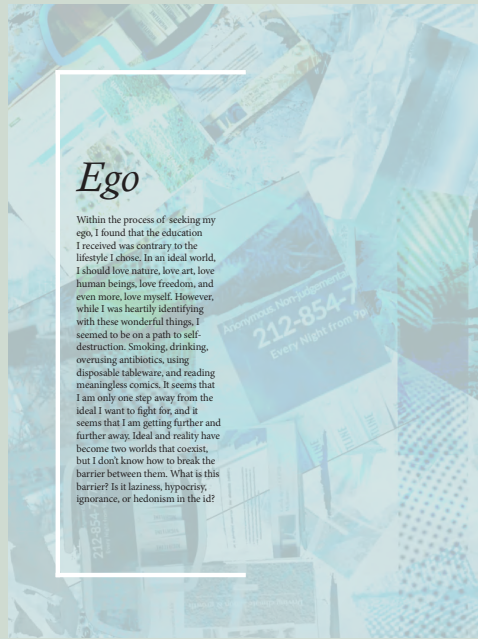 Ego
Within the process of seeking my
ego, I found that the education
I received was contrary to the
lifestyle I chose. In an ideal world,
I should love nature, love art, love
human beings, love freedom, and
even more, love myself. However,
while I was heartily identifying
with these wonderful things, I
seemed to be on a path to self-
destruction. Smoking, drinking,
overusing antibiotics, using
disposable tableware, and reading
meaningless comics. It seems that
I am only one step away from the
ideal I want to fight for, and it
seems that I am getting further and
further away. Ideal and reality have
become two worlds that coexist,
but I don't know how to break the
barrier between them. What is this
barrier? Is it laziness, hypocrisy,
ignorance, or hedonism in the id?
Anonymous. Non-judgemental
212-854-7
Every Night from 9p
212-854